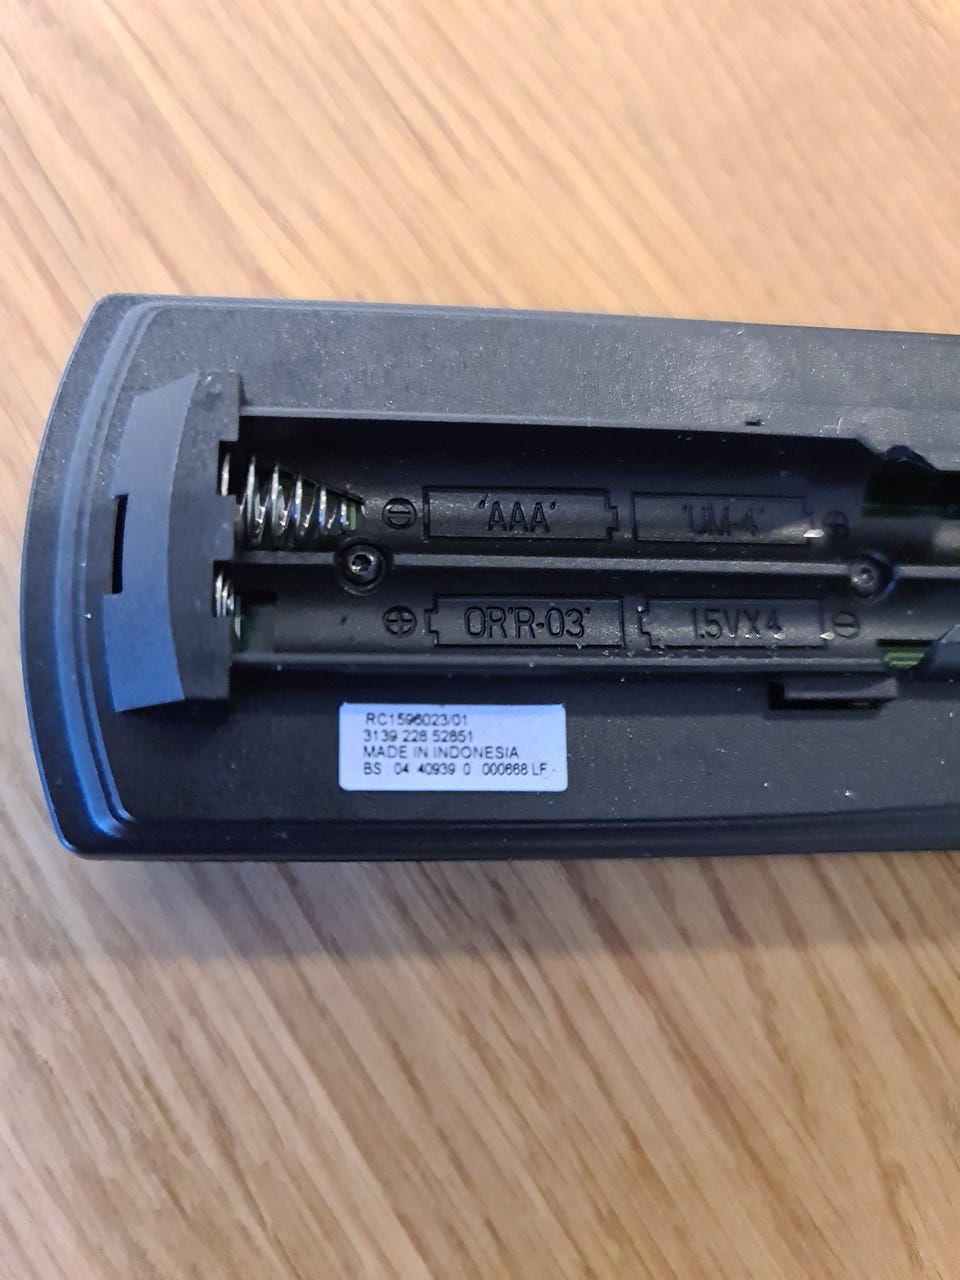 ⊖ 'AAA' 'UM-4' ⊕
⊕ OR'R-03' 1.5VX4 ⊖
RC1596023/01
3139 228 52851
MADE IN INDONESIA
BS : 04 40939 0 000668 LF